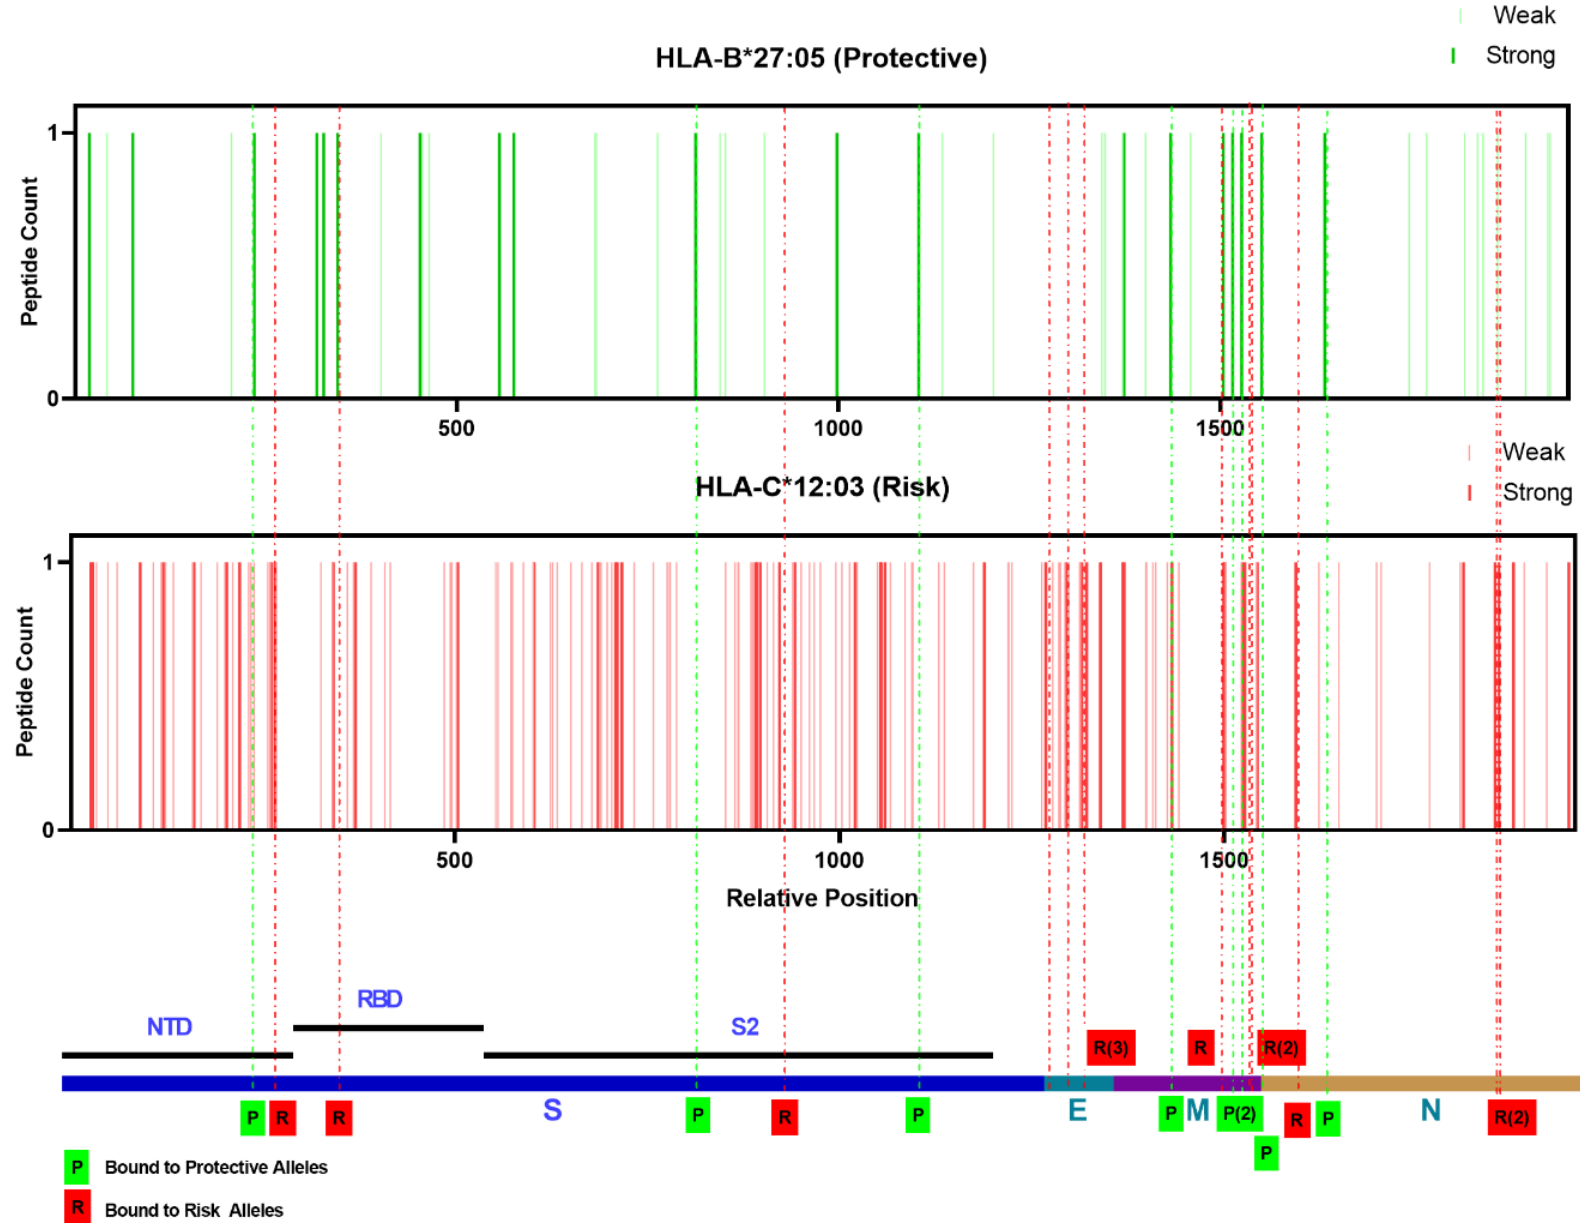 Weak
HLA-B*27:05 (Protective)
Strong
1
Peptide Count
0
500
1000
1500
Weak
HLA-C*12:03 (Risk)
Strong
1
Peptide Count
0
500
1000
1500
Relative Position
RBD
NTD
S2
R(3)
R
R(2)
P
R
R
S
P
R
P
E
P
M
P(2)
R
P
N
R(2)
P
P Bound to Protective Alleles
R Bound to Risk Alleles